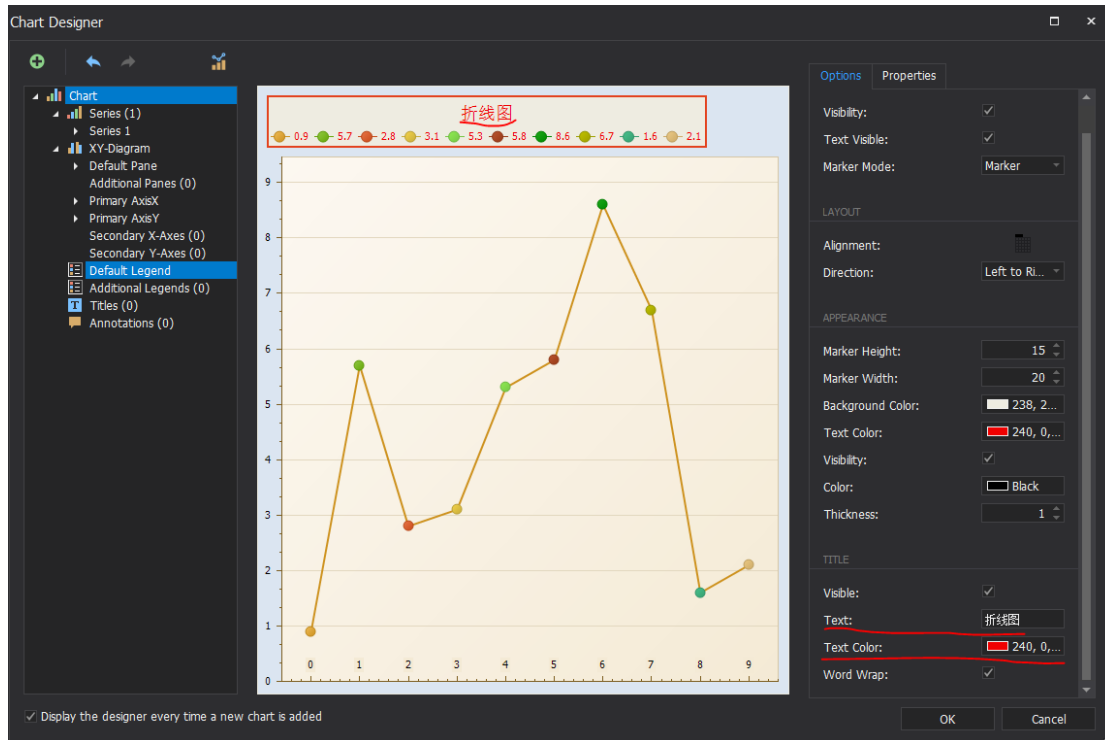 Chart Designer
Chart
Series (1)
Series 1
XY-Diagram
Default Pane
Additional Panes (0)
Primary AxisX
Primary AxisY
Secondary X-Axes (0)
Secondary Y-Axes (0)
Default Legend
Additional Legends (0)
T Titles (0)
Annotations (0)
折线图
0.9 5.7 2.8 3.1 5.3 5.8 8.6 6.7 1.6 2.1
9
8
7
6
5
4
3
2
1
0
0 1 2 3 4 5 6 7 8 9
Options Properties
Visibility:
Text Visible:
Marker Mode: Marker
LAYOUT
Alignment:
Direction: Left to Ri...
APPEARANCE
Marker Height: 15
Marker Width: 20
Background Color: 238, 2...
Text Color: 240, 0,...
Visibility:
Color: Black
Thickness: 1
TITLE
Visible:
Text: 折线图
Text Color: 240, 0,...
Word Wrap:
Display the designer every time a new chart is added
OK Cancel